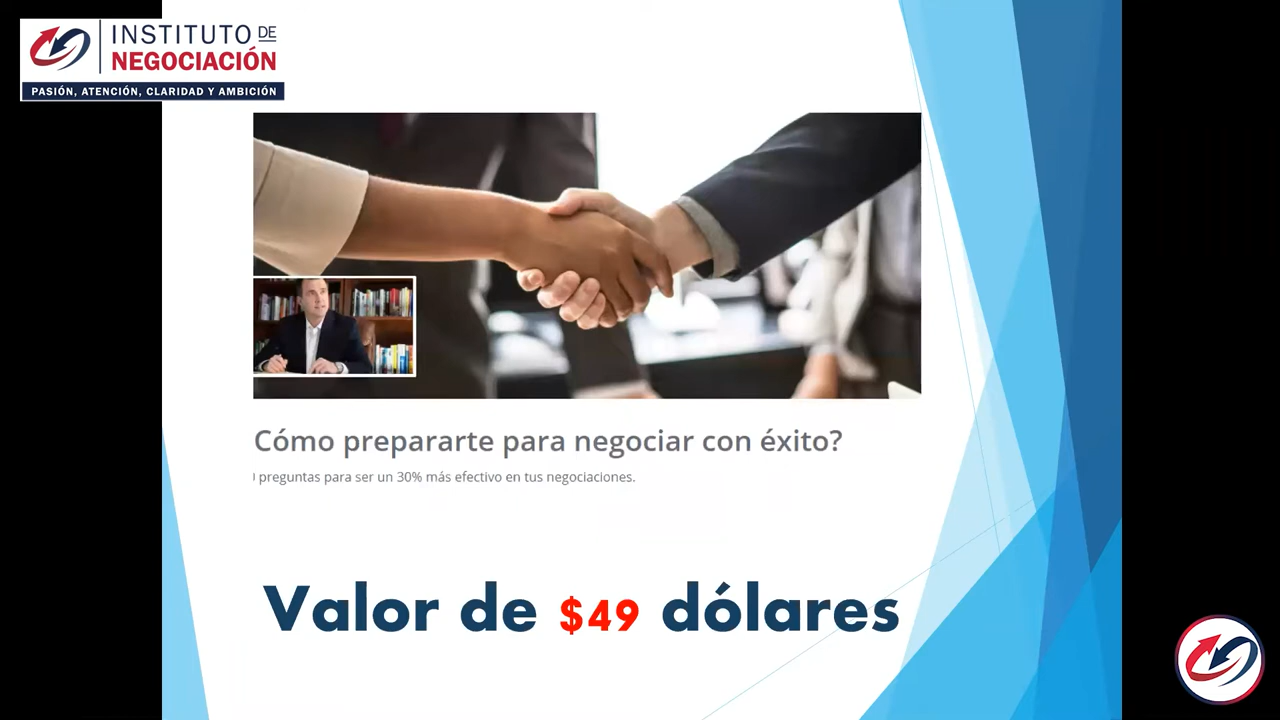 INSTITUTO DE
NEGOCIACIÓN
PASIÓN, ATENCIÓN, CLARIDAD Y AMBICIÓN
Cómo prepararte para negociar con éxito?
preguntas para ser un 30% más efectivo en tus negociaciones.
Valor de $49 dólares